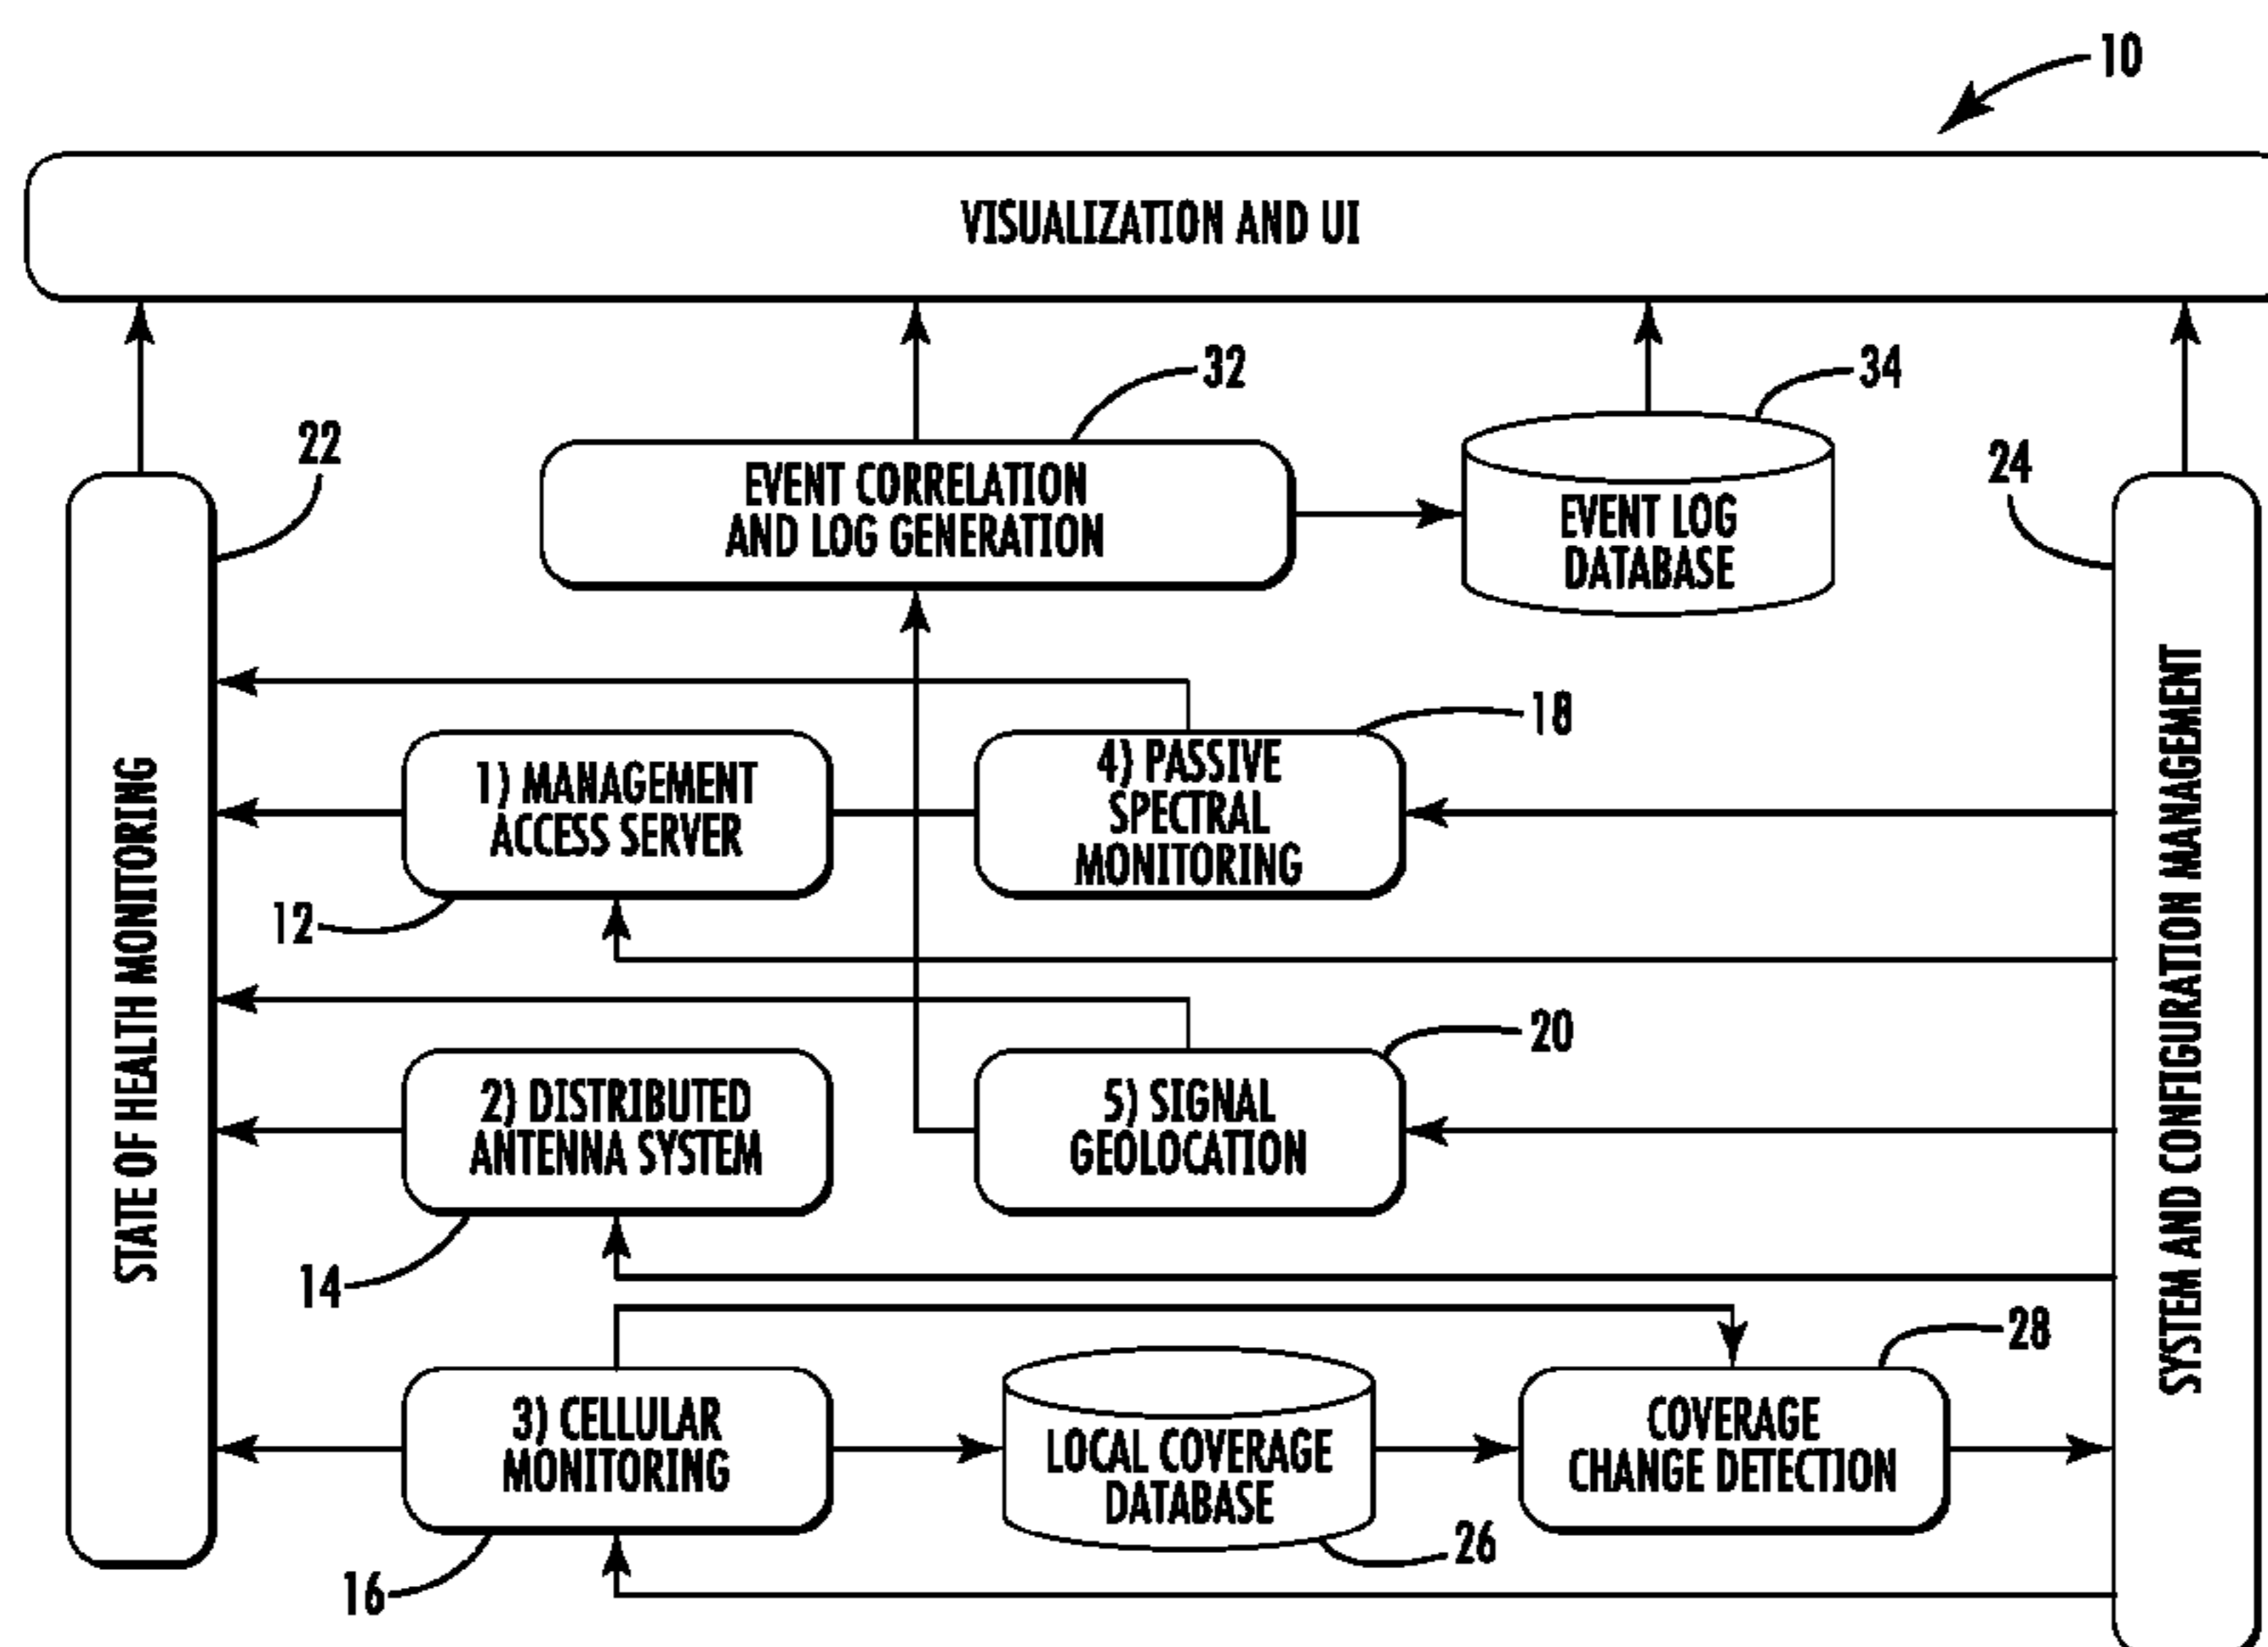 10
VISUALIZATION AND UI
32
34
22
24
EVENT CORRELATION
AND LOG GENERATION
EVENT LOG
DATABASE
18
1) MANAGEMENT
ACCESS SERVER
4) PASSIVE
SPECTRAL
MONITORING
12
STATE OF HEALTH MONITORING
SYSTEM AND CONFIGURATION MANAGEMENT
20
2) DISTRIBUTED
ANTENNA SYSTEM
5) SIGNAL
GEOLOCATION
14
28
3) CELLULAR
MONITORING
LOCAL COVERAGE
DATABASE
COVERAGE
CHANGE DETECTION
26
16